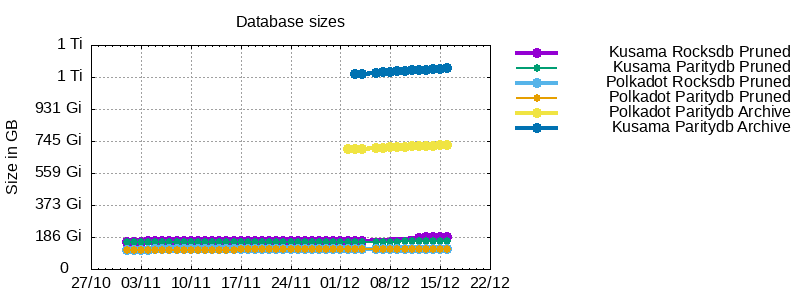 Database sizes
1 Ti
1 Ti
931 Gi
745 Gi
559 Gi
373 Gi
186 Gi
0
Size in GB
27/10 03/11 10/11 17/11 24/11 01/12 08/12 15/12 22/12
Kusama Rocksdb Pruned
Kusama Paritydb Pruned
Polkadot Rocksdb Pruned
Polkadot Paritydb Pruned
Polkadot Paritydb Archive
Kusama Paritydb Archive